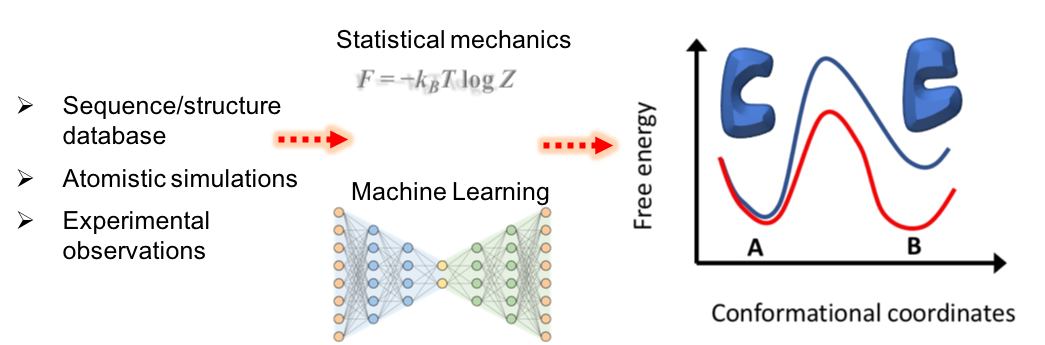 Statistical mechanics
F = -k_B T log Z
➢ Sequence/structure
database
➢ Atomistic simulations
➢ Experimental
observations
Machine Learning
Free energy
A
B
Conformational coordinates